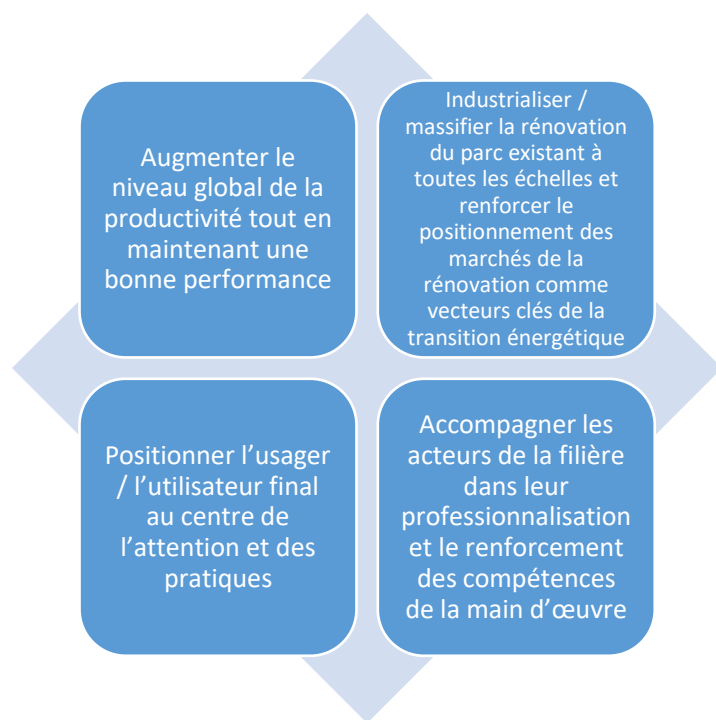 Augmenter le
niveau global de la
productivité tout en
maintenant une
bonne performance
Industrialiser /
massifier la rénovation
du parc existant à
toutes les échelles et
renforcer le
positionnement des
marchés de la
rénovation comme
vecteurs clés de la
transition énergétique
Positionner l’usager
/ l’utilisateur final
au centre de
l’attention et des
pratiques
Accompagner les
acteurs de la filière
dans leur
professionnalisation
et le renforcement
des compétences
de la main d’œuvre